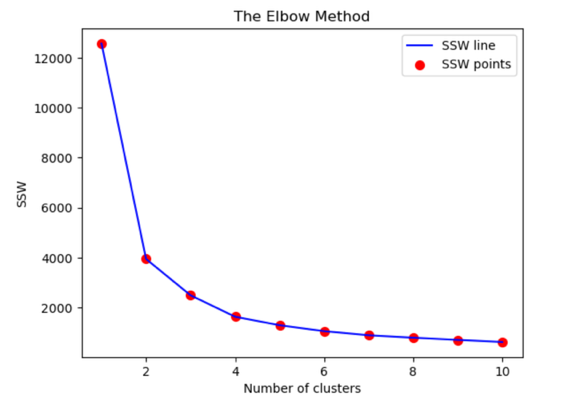 The Elbow Method
SSW line
SSW points
12000
10000
8000
6000
4000
2000
SSW
2 4 6 8 10
Number of clusters